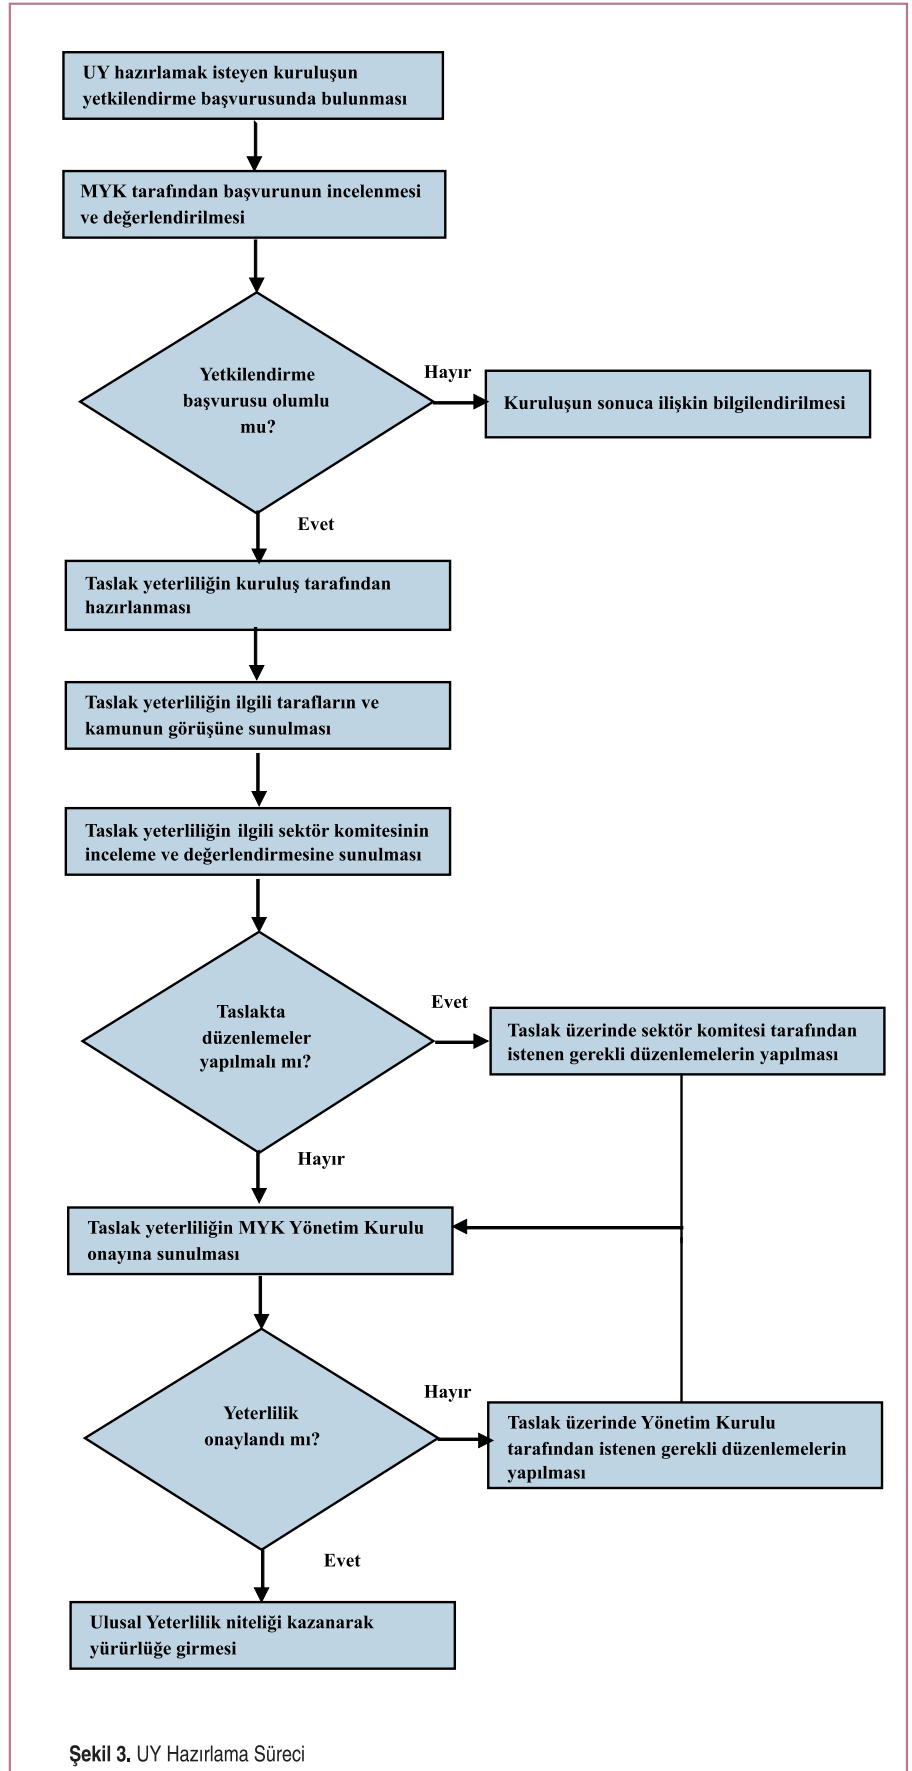 UY hazırlamak isteyen kuruluşun
yetkilendirme başvurusunda bulunması
MYK tarafından başvurunun incelenmesi
ve değerlendirilmesi
Yetkilendirme
başvurusu olumlu
mu?
Hayır
Kuruluşun sonuca ilişkin bilgilendirilmesi
Evet
Taslak yeterliliğin kuruluş tarafından
hazırlanması
Taslak yeterliliğin ilgili tarafların ve
kamunun görüşüne sunulması
Taslak yeterliliğin ilgili sektör komitesinin
inceleme ve değerlendirmesine sunulması
Taslakta
düzenlemeler
yapılmalı mı?
Evet
Taslak üzerinde sektör komitesi tarafından
istenen gerekli düzenlemelerin yapılması
Hayır
Taslak yeterliliğin MYK Yönetim Kurulu
onayına sunulması
Yeterlilik
onaylandı mı?
Hayır
Taslak üzerinde Yönetim Kurulu
tarafından istenen gerekli düzenlemelerin
yapılması
Evet
Ulusal Yeterlilik niteliği kazanarak
yürürlüğe girmesi
Şekil 3. UY Hazırlama Süreci